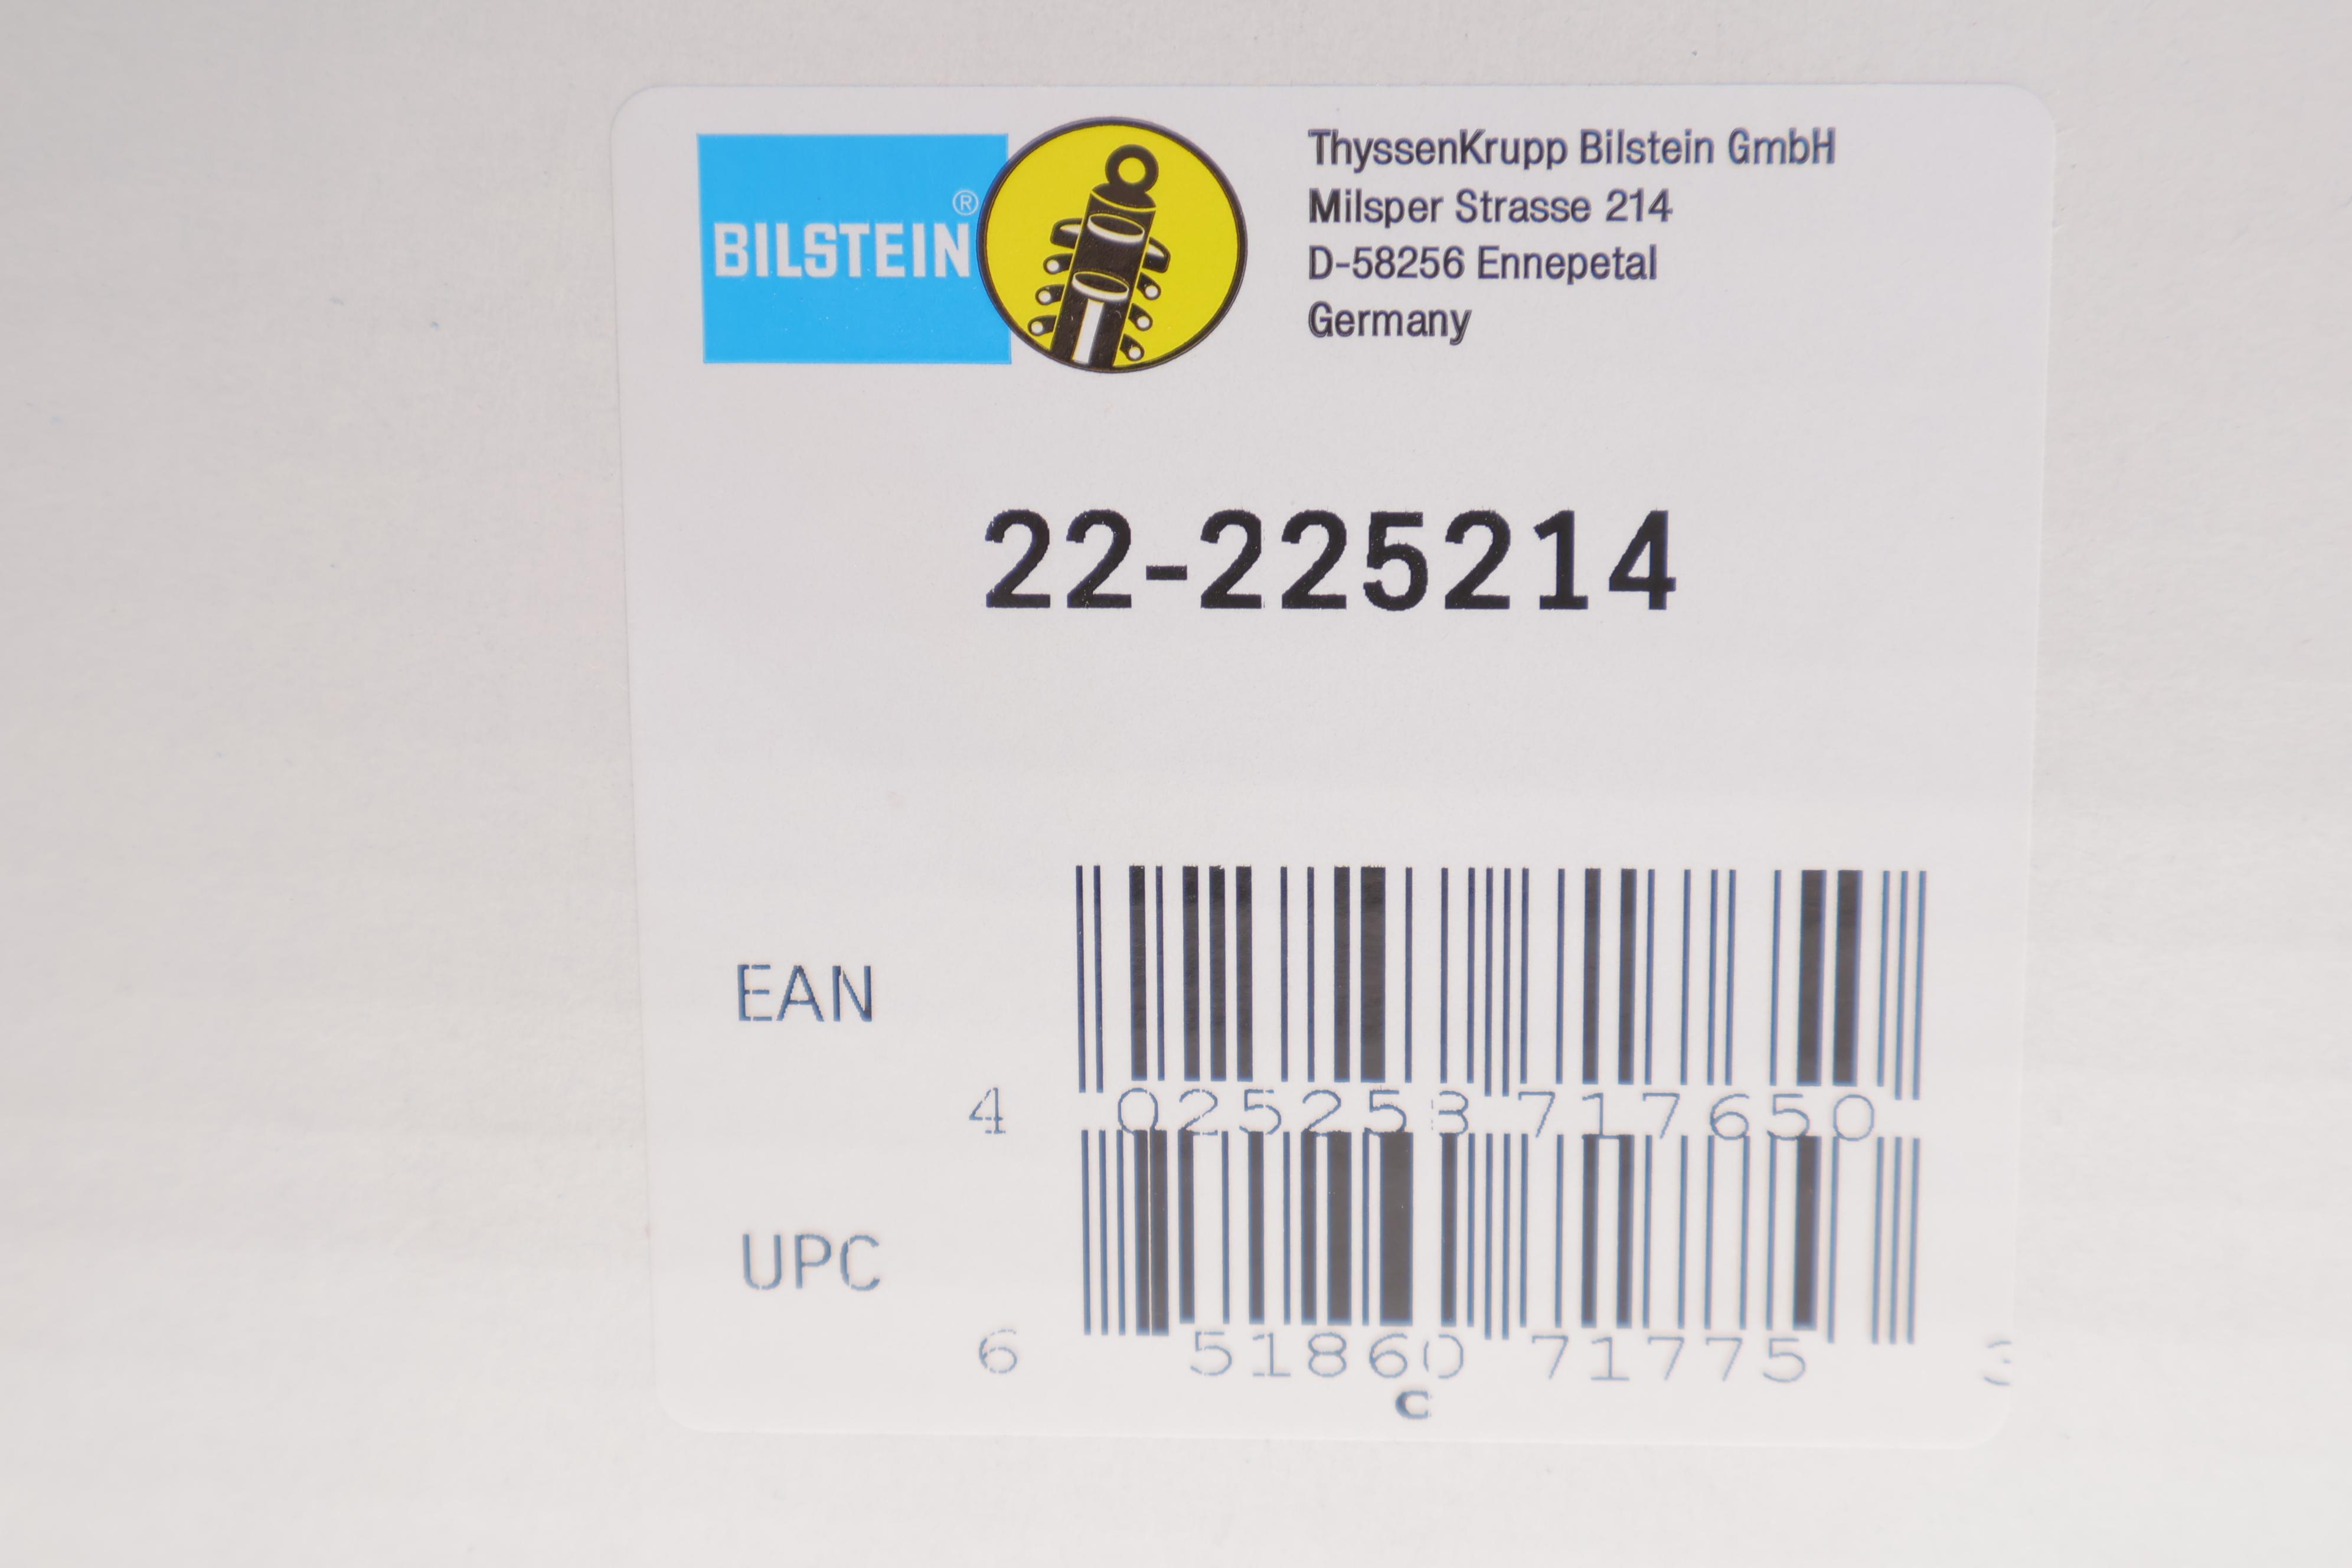 BILSTEIN®
ThyssenKrupp Bilstein GmbH
Milsper Strasse 214
D-58256 Ennepetal
Germany
22-225214
EAN
4 025258 717650
UPC
6 51860 71775 3
C